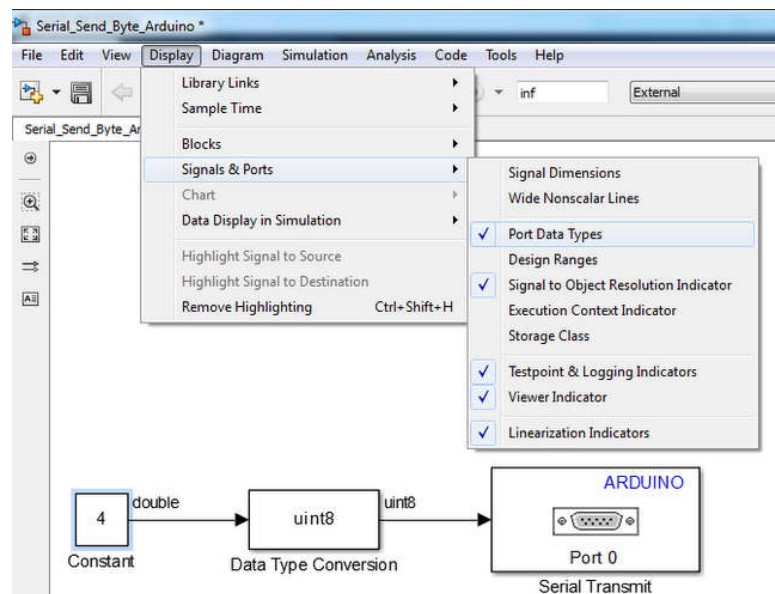 Serial_Send_Byte_Arduino *
File Edit View Display Diagram Simulation Analysis Code Tools Help
inf External
Serial_Send_Byte_Ar
Library Links
Sample Time
Blocks
Signals & Ports
Chart
Data Display in Simulation
Highlight Signal to Source
Highlight Signal to Destination
Remove Highlighting Ctrl+Shift+H
Signal Dimensions
Wide Nonscalar Lines
Port Data Types
Design Ranges
Signal to Object Resolution Indicator
Execution Context Indicator
Storage Class
Testpoint & Logging Indicators
Viewer Indicator
Linearization Indicators
ARDUINO
4 double uint8 uint8
Port 0
Constant Data Type Conversion
Serial Transmit